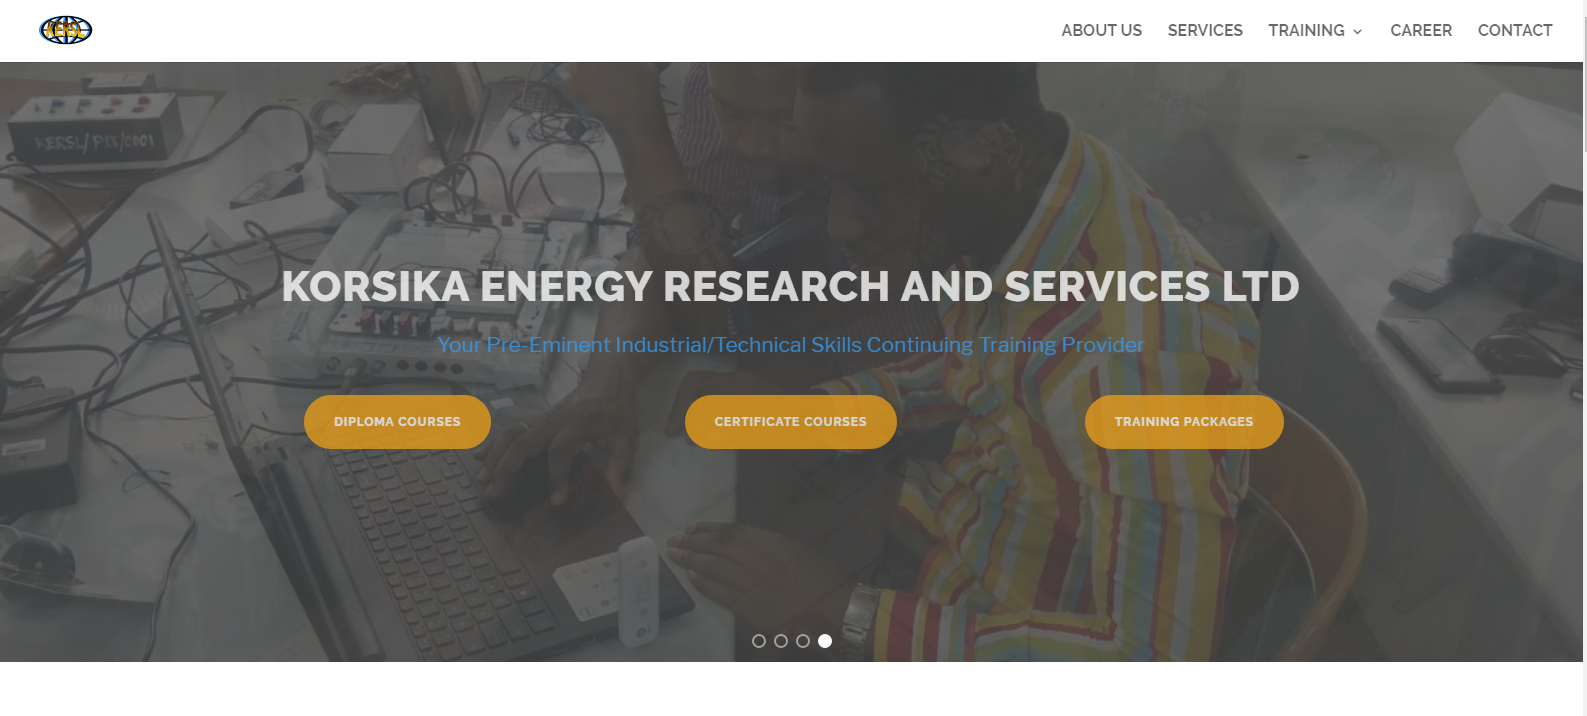 KERSL
ABOUT US
SERVICES
TRAINING
CAREER
CONTACT
KERSL/PLT/0001
KORSIKA ENERGY RESEARCH AND SERVICES LTD
Your Pre-Eminent Industrial/Technical Skills Continuing Training Provider
DIPLOMA COURSES
CERTIFICATE COURSES
TRAINING PACKAGES